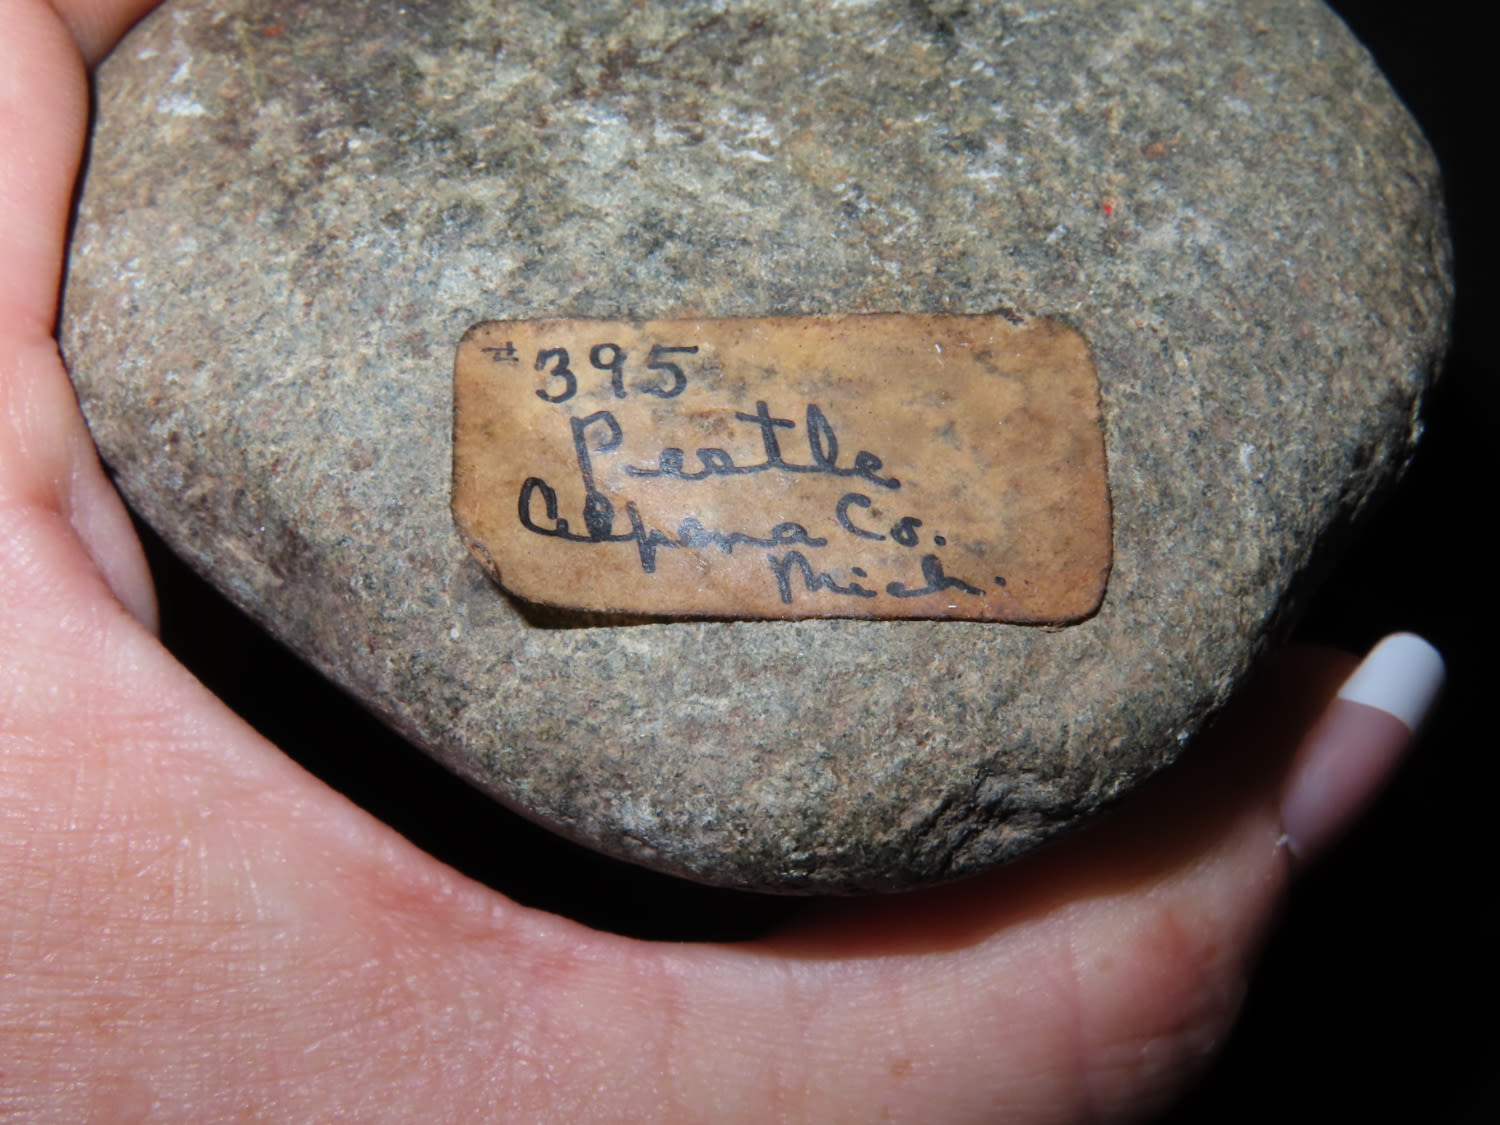 #395
Pestle
Alpena Co.
Mich.